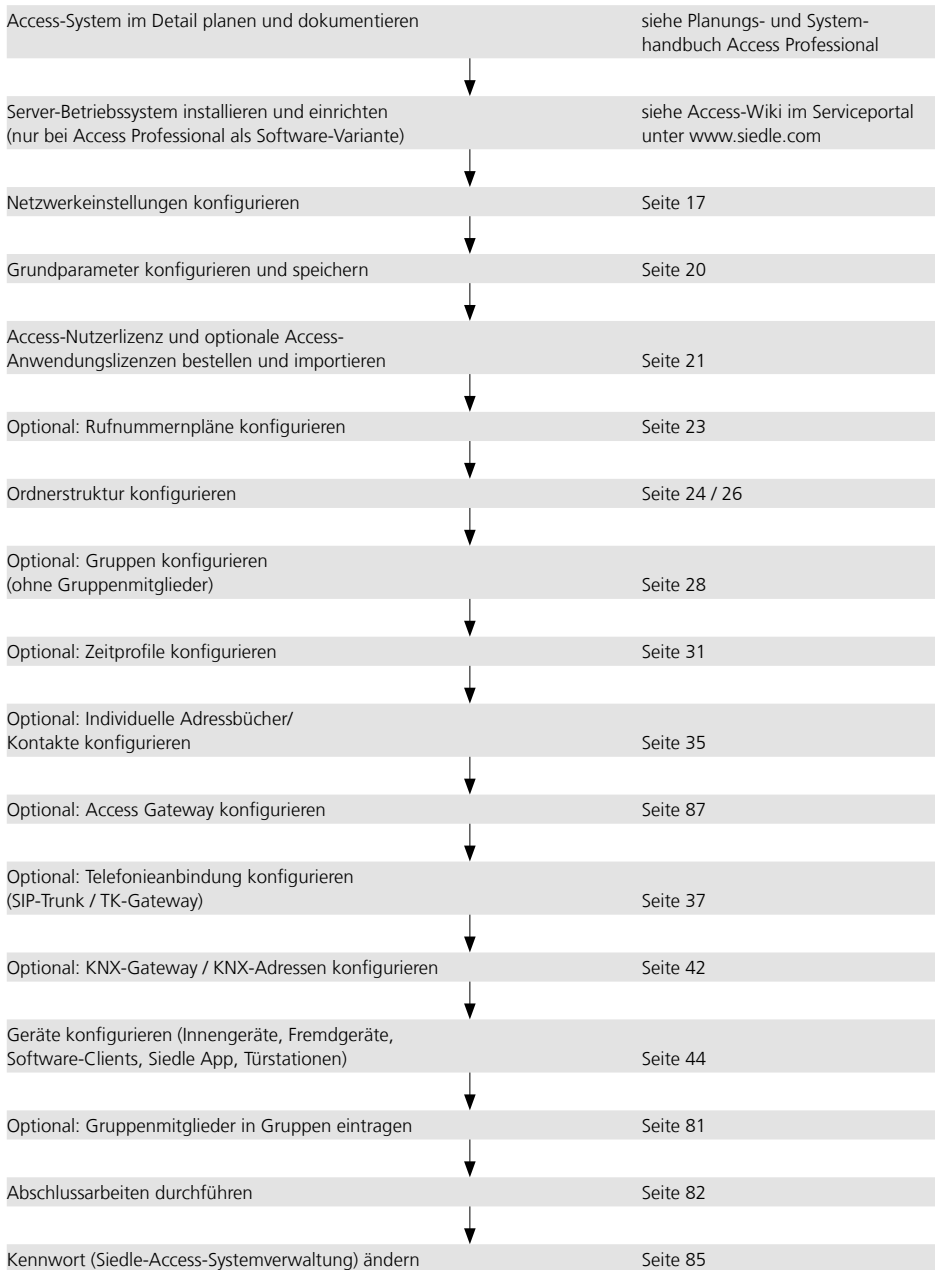 Access-System im Detail planen und dokumentieren
siehe Planungs- und System-
handbuch Access Professional
Server-Betriebssystem installieren und einrichten
(nur bei Access Professional als Software-Variante)
siehe Access-Wiki im Serviceportal
unter www.siedle.com
Netzwerkeinstellungen konfigurieren
Seite 17
Grundparameter konfigurieren und speichern
Seite 20
Access-Nutzerlizenz und optionale Access-
Anwendungslizenzen bestellen und importieren
Seite 21
Optional: Rufnummernpläne konfigurieren
Seite 23
Ordnerstruktur konfigurieren
Seite 24 / 26
Optional: Gruppen konfigurieren
(ohne Gruppenmitglieder)
Seite 28
Optional: Zeitprofile konfigurieren
Seite 31
Optional: Individuelle Adressbücher/
Kontakte konfigurieren
Seite 35
Optional: Access Gateway konfigurieren
Seite 87
Optional: Telefonieanbindung konfigurieren
(SIP-Trunk / TK-Gateway)
Seite 37
Optional: KNX-Gateway / KNX-Adressen konfigurieren
Seite 42
Geräte konfigurieren (Innengeräte, Fremdgeräte,
Software-Clients, Siedle App, Türstationen)
Seite 44
Optional: Gruppenmitglieder in Gruppen eintragen
Seite 81
Abschlussarbeiten durchführen
Seite 82
Kennwort (Siedle-Access-Systemverwaltung) ändern
Seite 85